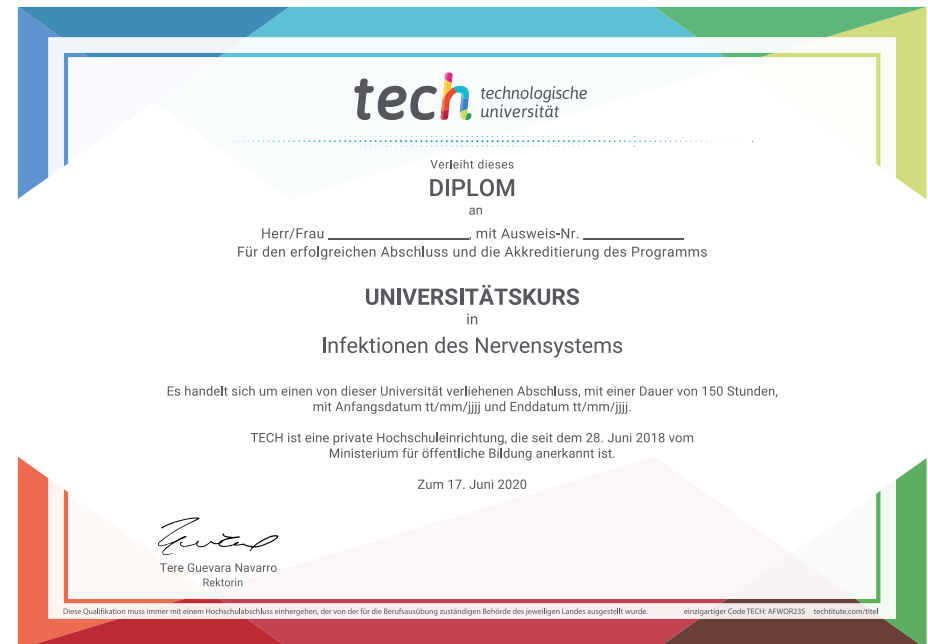 tech technologische
universität
Verleiht dieses
DIPLOM
an
Herr/Frau ____________, mit Ausweis-Nr. ____________
Für den erfolgreichen Abschluss und die Akkreditierung des Programms
UNIVERSITÄTSKURS
in
Infektionen des Nervensystems
Es handelt sich um einen von dieser Universität verliehenen Abschluss, mit einer Dauer von 150 Stunden,
mit Anfangsdatum tt/mm/jjjj und Enddatum tt/mm/jjjj.
TECH ist eine private Hochschuleinrichtung, die seit dem 28. Juni 2018 vom
Ministerium für öffentliche Bildung anerkannt ist.
Zum 17. Juni 2020
Tere Guevara Navarro
Rektorin
Diese Qualifikation muss immer mit einem Hochschulabschluss einhergehen, der von der für die Berufsausübung zuständigen Behörde des jeweiligen Landes ausgestellt wurde. einzigartiger Code TECH: AFWOR23S techtitute.com/titel